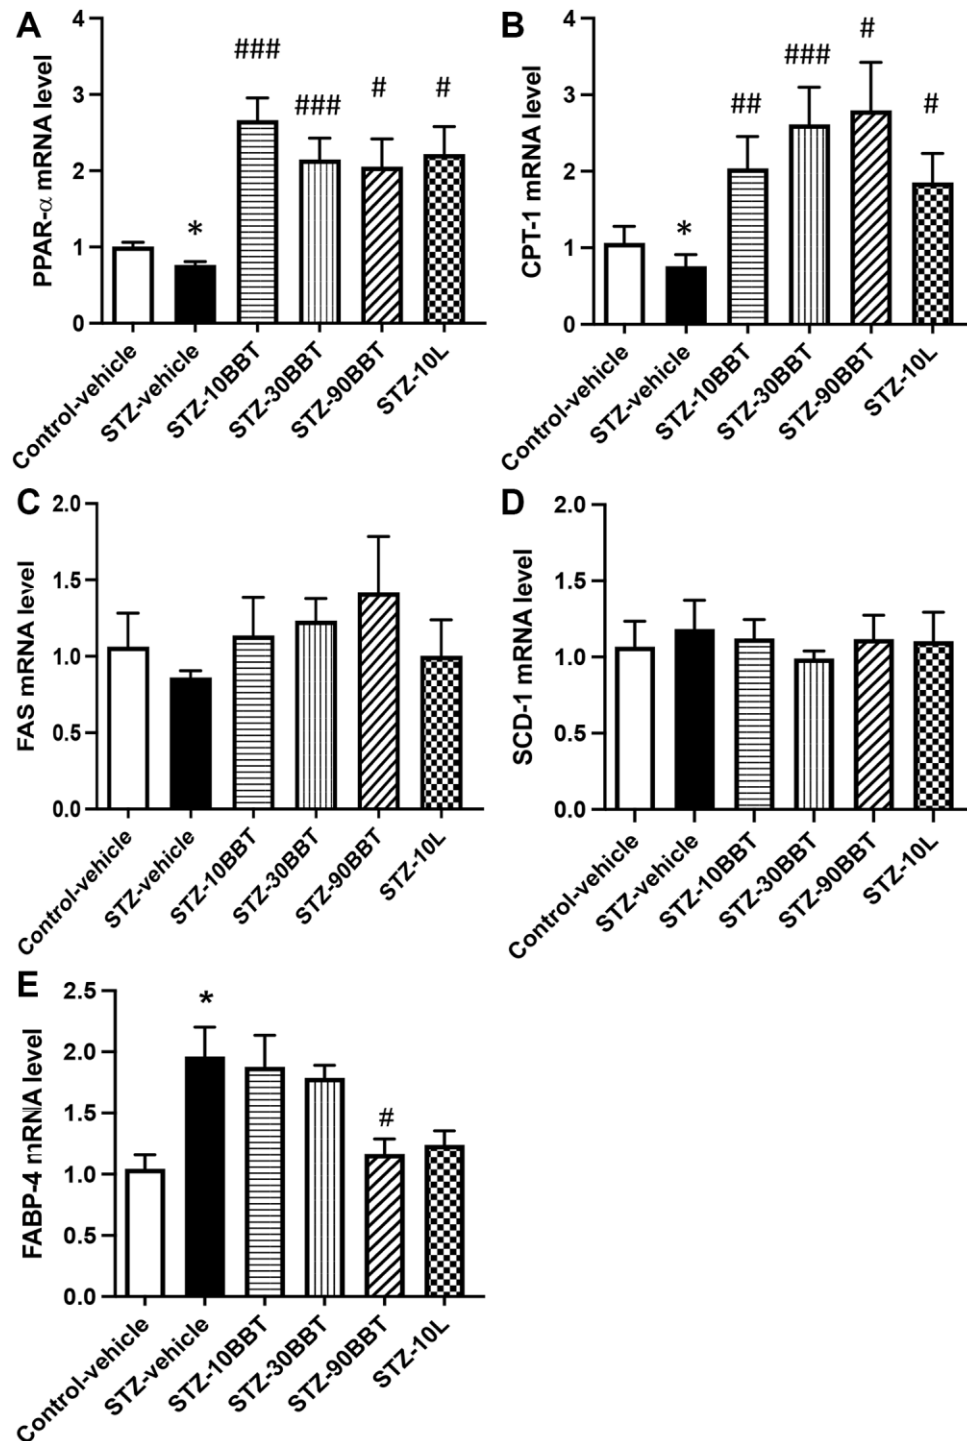 A
PPAR-α mRNA level
4
3
2
1
0
###
###
#
#
*
Control-vehicle
STZ-vehicle
STZ-10BBT
STZ-30BBT
STZ-90BBT
STZ-10L
B
CPT-1 mRNA level
4
3
2
1
0
#
###
##
#
*
Control-vehicle
STZ-vehicle
STZ-10BBT
STZ-30BBT
STZ-90BBT
STZ-10L
C
FAS mRNA level
2.0
1.5
1.0
0.5
0.0
Control-vehicle
STZ-vehicle
STZ-10BBT
STZ-30BBT
STZ-90BBT
STZ-10L
D
SCD-1 mRNA level
2.0
1.5
1.0
0.5
0.0
Control-vehicle
STZ-vehicle
STZ-10BBT
STZ-30BBT
STZ-90BBT
STZ-10L
E
FABP-4 mRNA level
2.5
2.0
1.5
1.0
0.5
0.0
*
#
Control-vehicle
STZ-vehicle
STZ-10BBT
STZ-30BBT
STZ-90BBT
STZ-10L